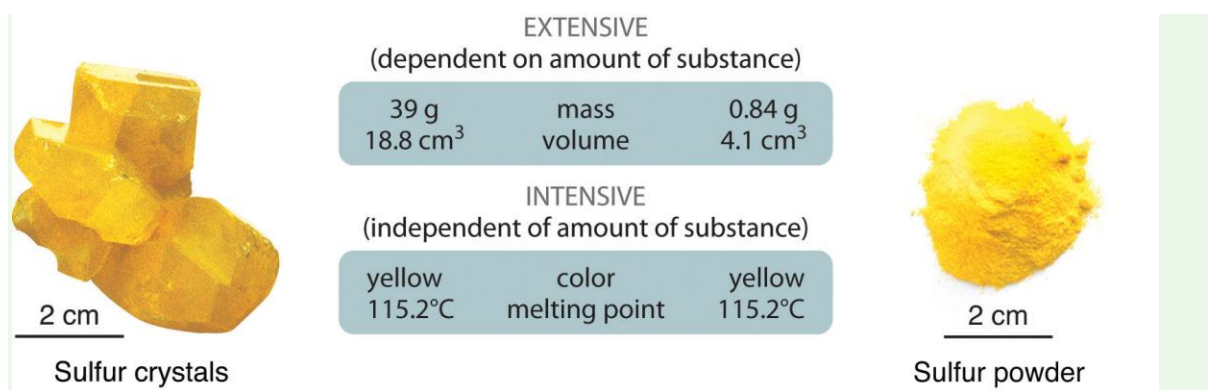 EXTENSIVE
(dependent on amount of substance)
39 g mass 0.84 g
18.8 cm³ volume 4.1 cm³
INTENSIVE
(independent of amount of substance)
yellow color yellow
115.2°C melting point 115.2°C
2 cm 2 cm
Sulfur crystals Sulfur powder